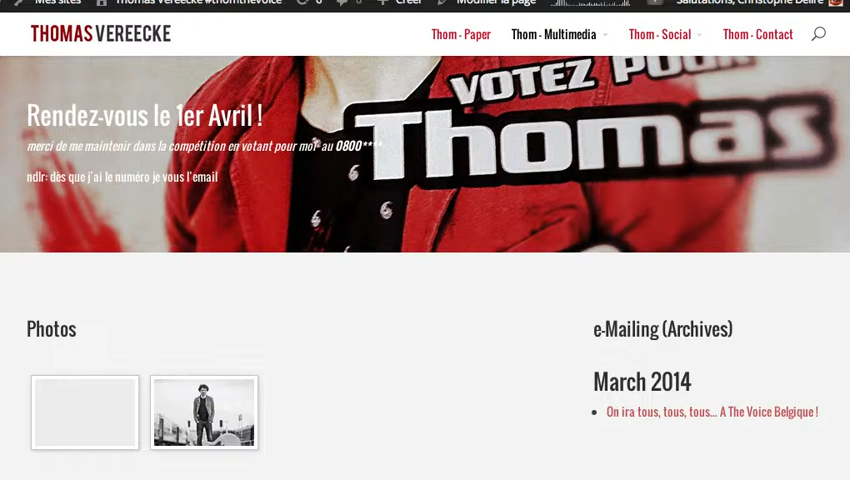 Mes sites Thomas Vereecke #thomthevoice 0 0 Créer Modifier la page Salutations, Christophe Delire
THOMAS VEREECKE
Thom - Paper Thom - Multimedia Thom - Social Thom - Contact
VOTEZ POUR
Thomas
Rendez-vous le 1er Avril !
merci de me maintenir dans la compétition en votant pour moi au 0800****
ndlr: dès que j'ai le numéro je vous l'email
Photos
e-Mailing (Archives)
March 2014
On ira tous, tous, tous... A The Voice Belgique !